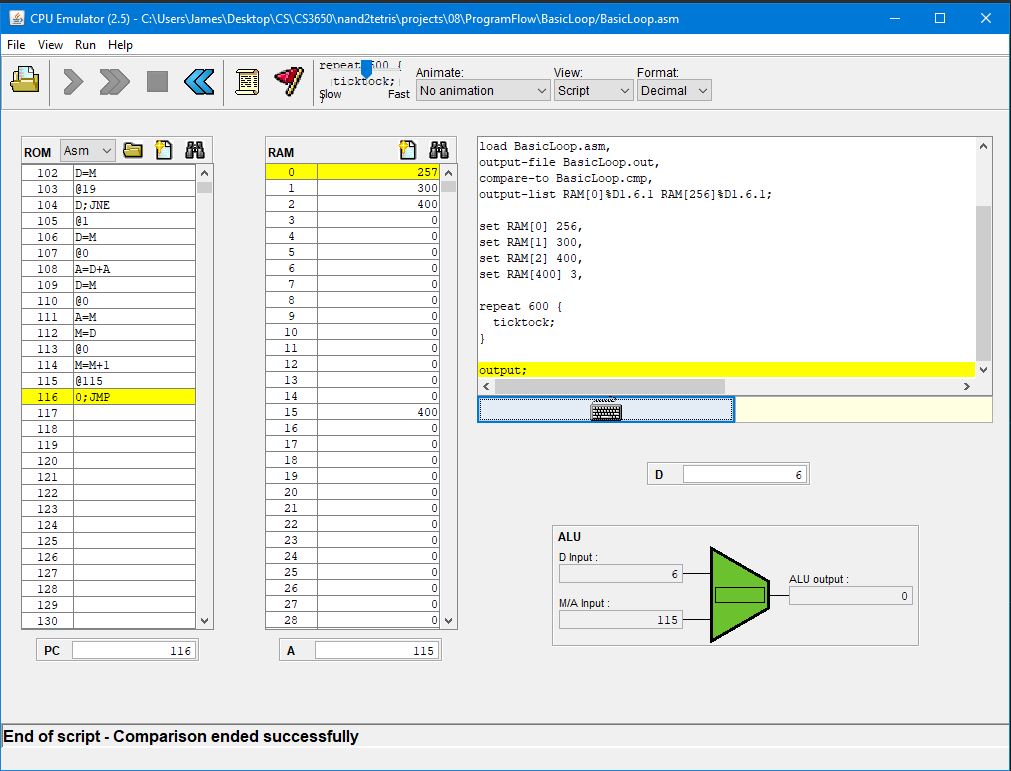 CPU Emulator (2.5) - C:\Users\James\Desktop\CS\CS3650\nand2tetris\projects\08\ProgramFlow\BasicLoop/BasicLoop.asm
File View Run Help
repeat 600 {
ticktock;
}
Slow Fast
Animate: View: Format:
No animation Script Decimal
ROM Asm
102 D=M
103 @19
104 D;JNE
105 @1
106 D=M
107 @0
108 A=D+A
109 D=M
110 @0
111 A=M
112 M=D
113 @0
114 M=M+1
115 @115
116 0;JMP
117
118
119
120
121
122
123
124
125
126
127
128
129
130
PC 116
RAM
0 257
1 300
2 400
3 0
4 0
5 0
6 0
7 0
8 0
9 0
10 0
11 0
12 0
13 0
14 0
15 400
16 0
17 0
18 0
19 0
20 0
21 0
22 0
23 0
24 0
25 0
26 0
27 0
28 0
A 115
load BasicLoop.asm,
output-file BasicLoop.out,
compare-to BasicLoop.cmp,
output-list RAM[0]%D1.6.1 RAM[256]%D1.6.1;
set RAM[0] 256,
set RAM[1] 300,
set RAM[2] 400,
set RAM[400] 3,
repeat 600 {
ticktock;
}
output;
D 6
ALU
D Input :
6
M/A Input :
115
ALU output :
0
End of script - Comparison ended successfully